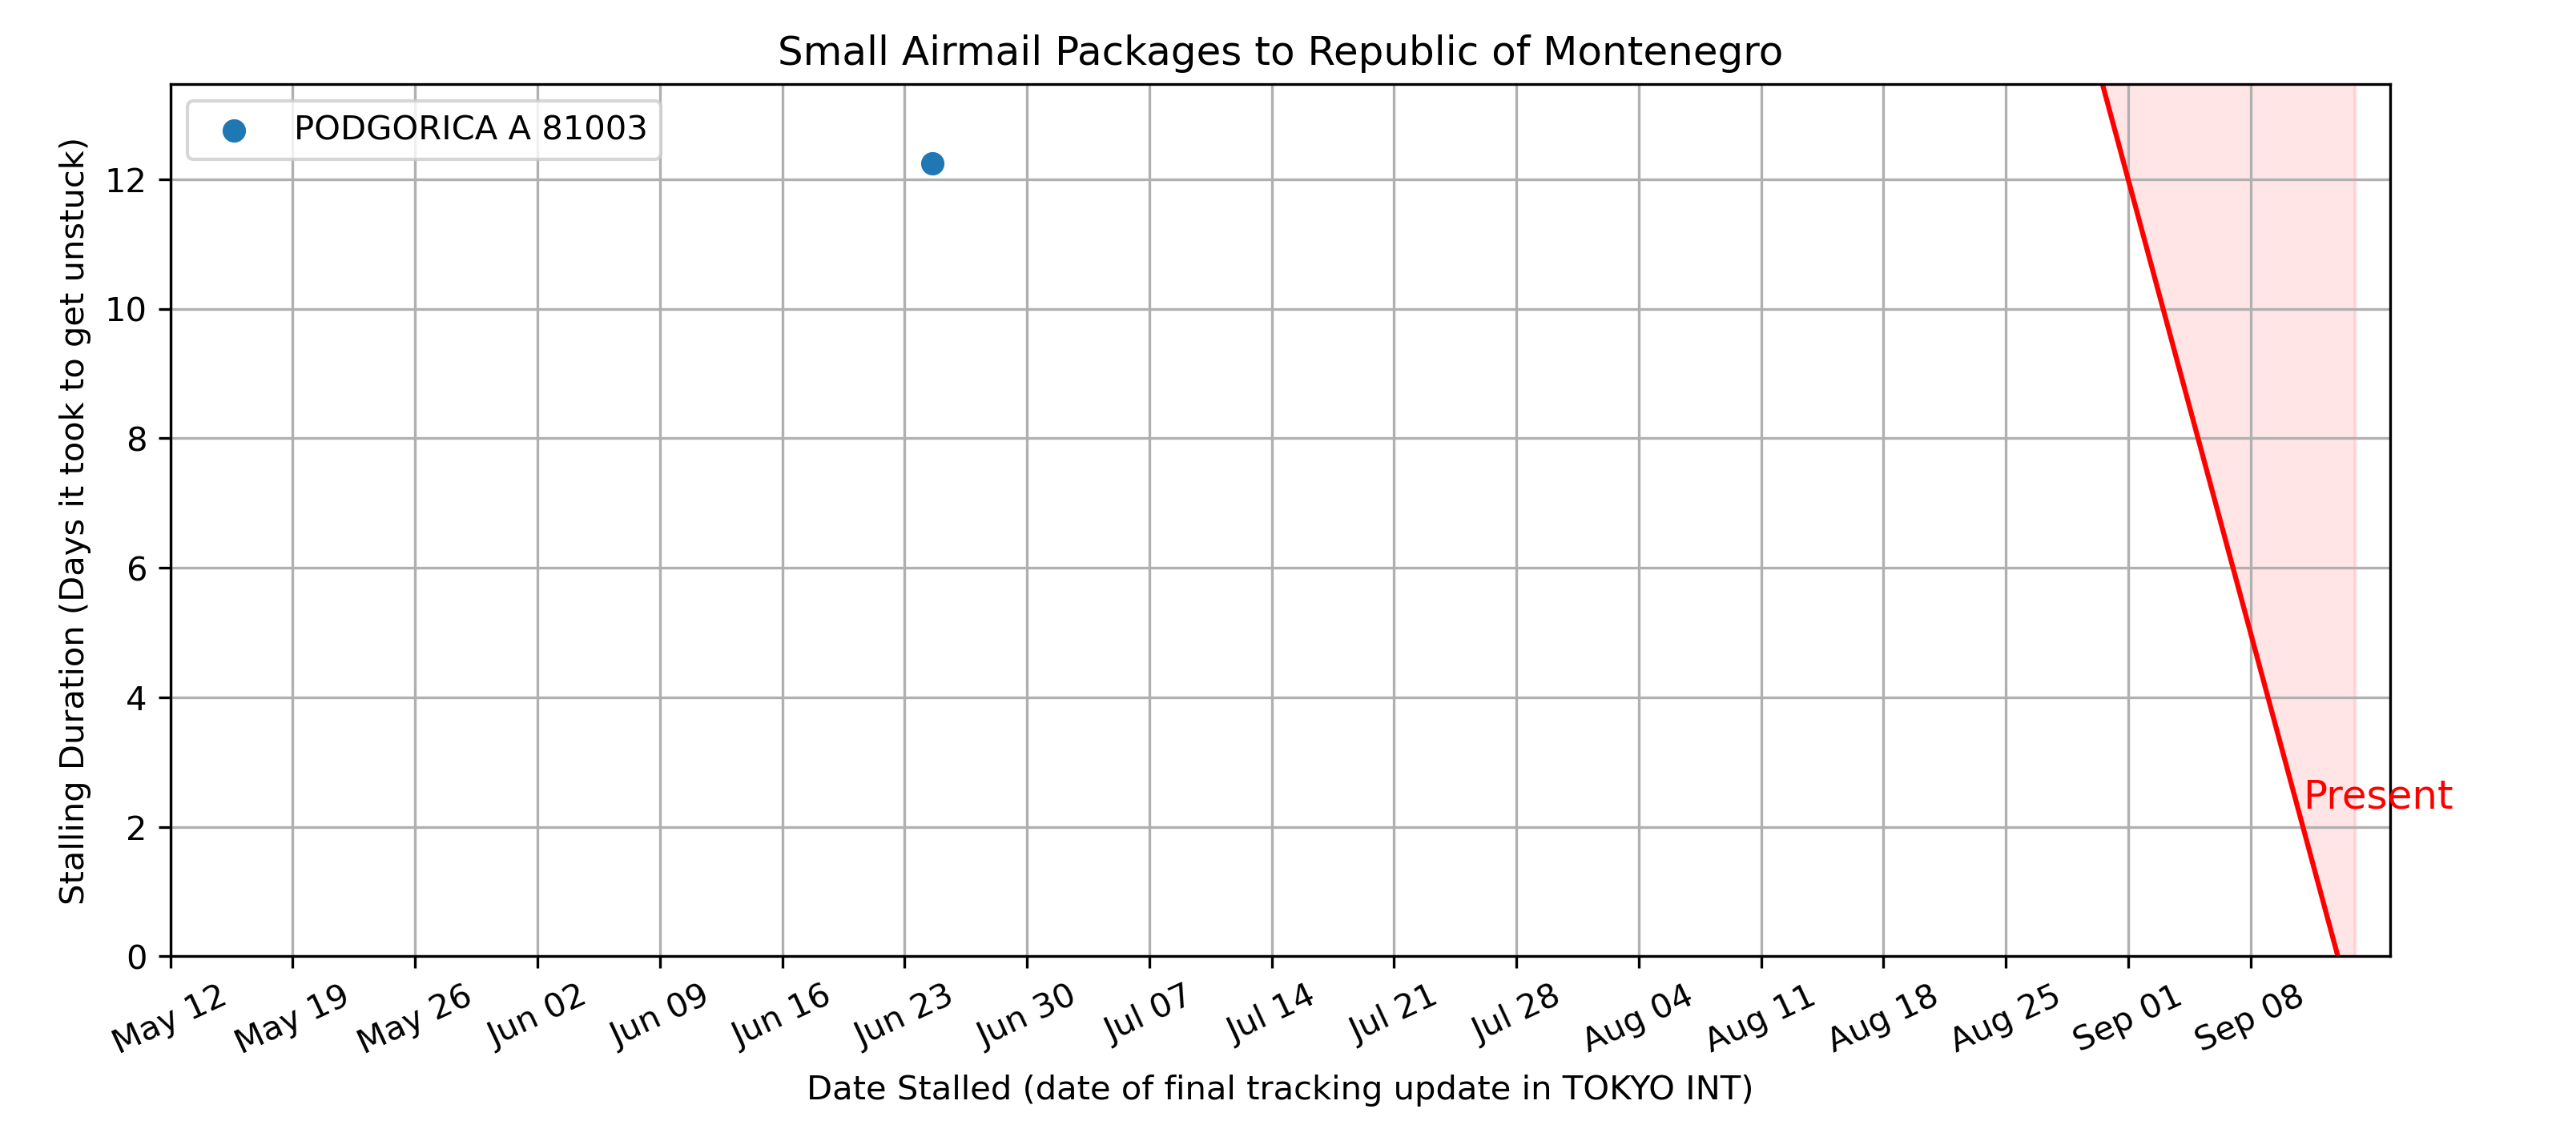 Small Airmail Packages to Republic of Montenegro
PODGORICA A 81003
Stalling Duration (Days it took to get unstuck)
12
10
8
6
4
2
0
Present
May 12
May 19
May 26
Jun 02
Jun 09
Jun 16
Jun 23
Jun 30
Jul 07
Jul 14
Jul 21
Jul 28
Aug 04
Aug 11
Aug 18
Aug 25
Sep 01
Sep 08
Date Stalled (date of final tracking update in TOKYO INT)